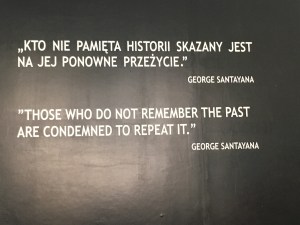 „KTO NIE PAMIĘTA HISTORII SKAZANY JEST
NA JEJ PONOWNE PRZEŻYCIE.”
GEORGE SANTAYANA
”THOSE WHO DO NOT REMEMBER THE PAST
ARE CONDEMNED TO REPEAT IT.”
GEORGE SANTAYANA